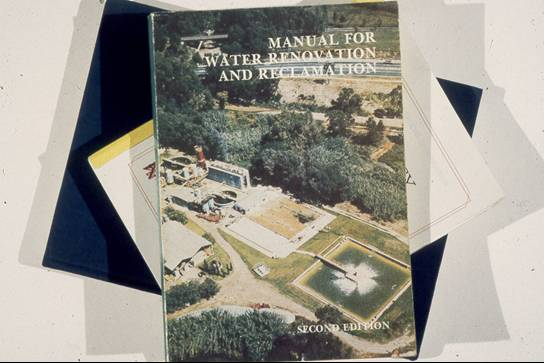 MANUAL FOR
WATER RENOVATION
AND RECLAMATION
SECOND EDITION